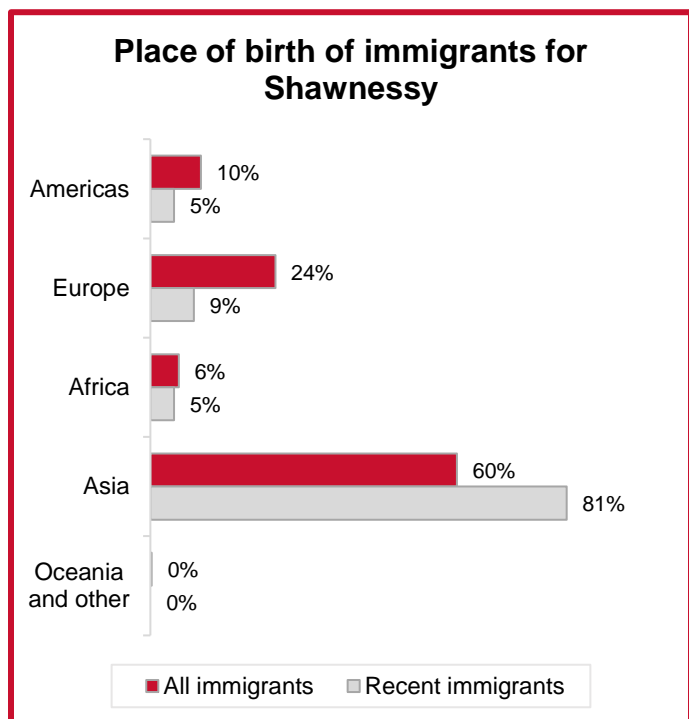 Place of birth of immigrants for
Shawnessy
Americas
10%
5%
Europe
24%
9%
Africa
6%
5%
Asia
60%
81%
Oceania
and other
0%
0%
All immigrants
Recent immigrants